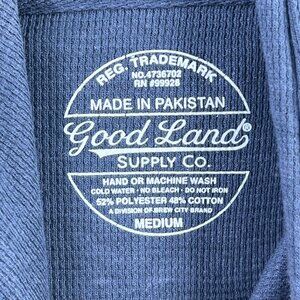 REG TRADEMARK
NO.4736702
RN #99928
MADE IN PAKISTAN
Good Land®
SUPPLY CO.
HAND OR MACHINE WASH
COLD WATER · NO BLEACH · DO NOT IRON
52% POLYESTER 48% COTTON
A DIVISION OF BREW CITY BRAND
MEDIUM